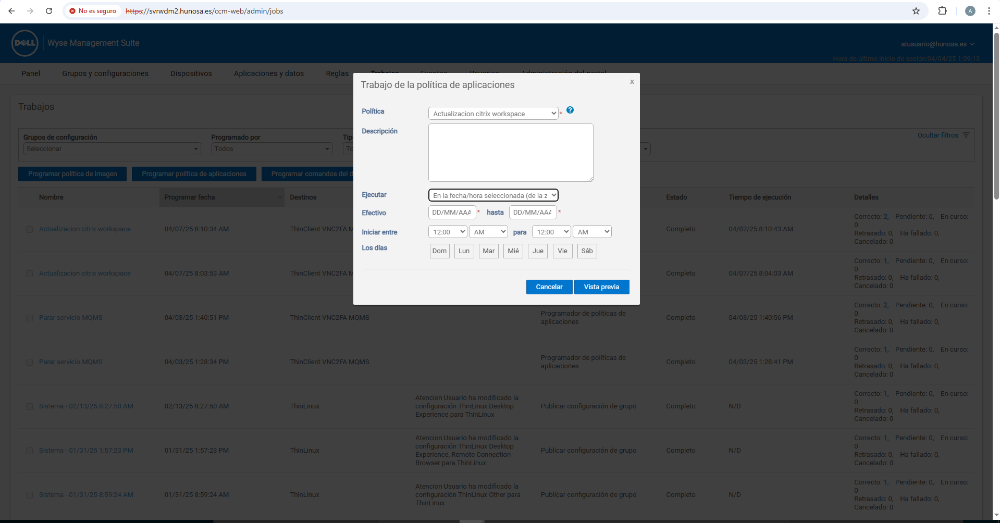 No es seguro https://svrwdm2.hunosa.es/ccm-web/admin/jobs A
DELL Wyse Management Suite
atusuario@hunosa.es
Hora de último inicio de sesión:04/04/25 1:39:13
Panel Grupos y configuraciones Dispositivos Aplicaciones y datos Reglas Trabajos Eventos Usuarios Administración del portal
Trabajo de la política de aplicaciones x
Política Actualizacion citrix workspace * ?
Descripción
Ejecutar En la fecha/hora seleccionada (de la z
Efectivo DD/MM/AAA * hasta DD/MM/AAA *
Iniciar entre 12:00 AM para 12:00 AM
Los días Dom Lun Mar Mié Jue Vie Sáb
Cancelar Vista previa
Trabajos
Grupos de configuración Programado por Tip
Seleccionar Todos To
Ocultar filtros
Programar política de imagen Programar política de aplicaciones Programar comandos del d
Nombre Programar fecha Destinos Estado Tiempo de ejecución Detalles
Actualizacion citrix workspace 04/07/25 8:10:34 AM ThinClient VNC2FA M Completo 04/07/25 8:10:43 AM
Correcto: 2, Pendiente: 0, En curso:
0
Retrasado: 0, Ha fallado: 0,
Cancelado: 0
Actualizacion citrix workspace 04/07/25 8:03:53 AM ThinClient VNC2FA M Completo 04/07/25 8:04:03 AM
Correcto: 1, Pendiente: 0, En curso:
0
Retrasado: 0, Ha fallado: 0,
Cancelado: 0
Parar servicio MQMS 04/03/25 1:40:51 PM ThinClient VNC2FA MQMS
Programador de políticas de
aplicaciones
Completo 04/03/25 1:40:56 PM
Correcto: 2, Pendiente: 0, En curso:
0
Retrasado: 0, Ha fallado: 0,
Cancelado: 0
Parar servicio MQMS 04/03/25 1:28:34 PM ThinClient VNC2FA MQMS
Programador de políticas de
aplicaciones
Completo 04/03/25 1:28:41 PM
Correcto: 1, Pendiente: 0, En curso:
0
Retrasado: 0, Ha fallado: 0,
Cancelado: 0
Sistema - 02/13/25 8:27:50 AM 02/13/25 8:27:50 AM ThinLinux
Atencion Usuario ha modificado la
configuración ThinLinux Desktop
Experience para ThinLinux
Publicar configuración de grupo Completo N/D
Correcto: 1, Pendiente: 0, En curso:
0
Retrasado: 0, Ha fallado: 0,
Cancelado: 0
Sistema - 01/31/25 1:57:23 PM 01/31/25 1:57:23 PM ThinLinux
Atencion Usuario ha modificado la
configuración ThinLinux Desktop
Experience, Remote Connection
Browser para ThinLinux
Publicar configuración de grupo Completo N/D
Correcto: 1, Pendiente: 0, En curso:
0
Retrasado: 0, Ha fallado: 0,
Cancelado: 0
Sistema - 01/31/25 8:59:24 AM 01/31/25 8:59:24 AM ThinLinux
Atencion Usuario ha modificado la
configuración ThinLinux Other para
ThinLinux
Publicar configuración de grupo Completo N/D
Correcto: 1, Pendiente: 0, En curso:
0
Retrasado: 0, Ha fallado: 0,
Cancelado: 0